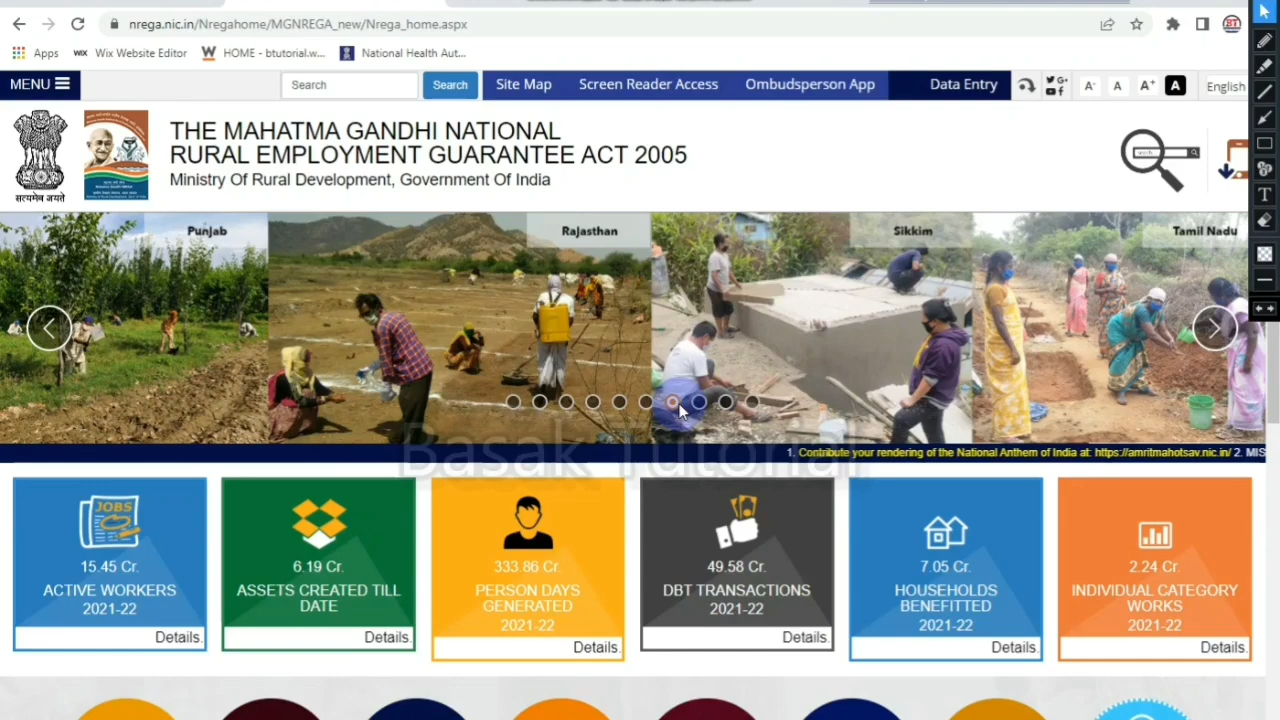 nrega.nic.in/Nregahome/MGNREGA_new/Nrega_home.aspx
Apps WIX Wix Website Editor HOME - btutorial.w... National Health Aut...
MENU Search Search Site Map Screen Reader Access Ombudsperson App Data Entry A- A A+ A English
THE MAHATMA GANDHI NATIONAL
RURAL EMPLOYMENT GUARANTEE ACT 2005
Ministry Of Rural Development, Government Of India
सत्यमेव जयते
Punjab Rajasthan Sikkim Tamil Nadu
Basak Tutorial
1. Contribute your rendering of the National Anthem of India at: https://amritmahotsav.nic.in/ 2. MIS
JOBS
15.45 Cr.
ACTIVE WORKERS
2021-22
Details.
6.19 Cr.
ASSETS CREATED TILL
DATE
Details.
333.86 Cr.
PERSON DAYS
GENERATED
2021-22
Details.
49.58 Cr.
DBT TRANSACTIONS
2021-22
Details.
7.05 Cr.
HOUSEHOLDS
BENEFITTED
2021-22
Details.
2.24 Cr.
INDIVIDUAL CATEGORY
WORKS
2021-22
Details.